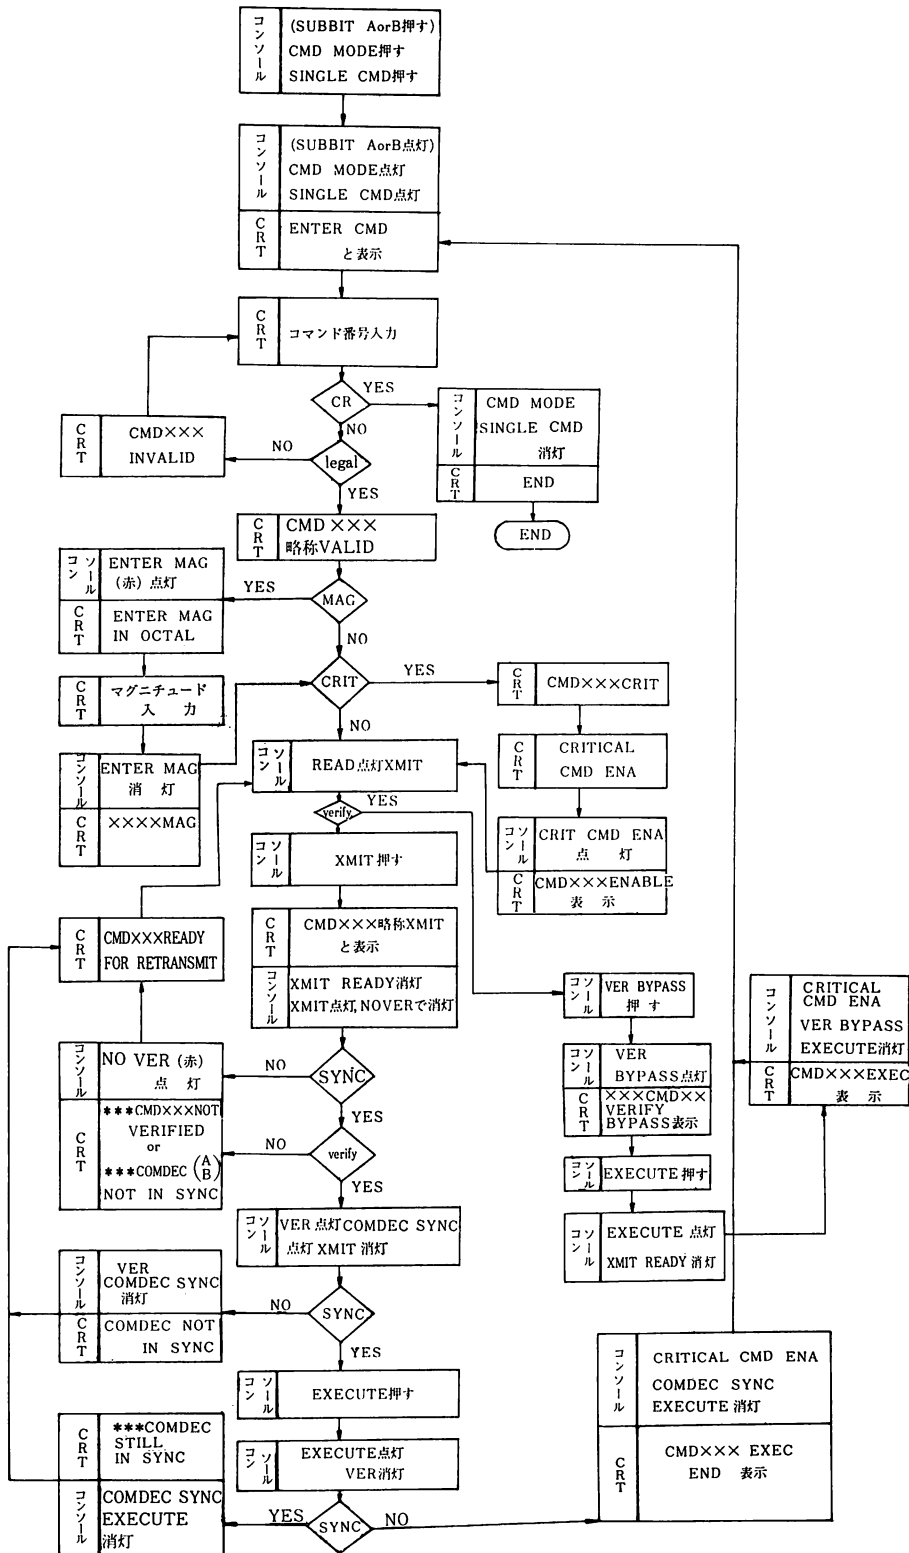 コンソール
(SUBBIT AorB押す)
CMD MODE押す
SINGLE CMD押す
コンソール
(SUBBIT AorB点灯)
CMD MODE点灯
SINGLE CMD点灯
CRT
ENTER CMD
と表示
CRT
コマンド番号入力
CR
YES
NO
コンソール
CMD MODE
SINGLE CMD
消灯
CRT
END
END
legal
NO
YES
CRT
CMD×××
INVALID
CRT
CMD×××
略称VALID
MAG
YES
NO
コンソール
ENTER MAG
(赤)点灯
CRT
ENTER MAG
IN OCTAL
CRT
マグニチュード
入力
コンソール
ENTER MAG
消灯
CRT
××××MAG
CRIT
YES
NO
CRT
CMD×××CRIT
CRT
CRITICAL
CMD ENA
コンソール
CRIT CMD ENA
点灯
CRT
CMD×××ENABLE
表示
コンソール
READ点灯XMIT
verify
YES
コンソール
XMIT押す
CRT
CMD×××略称XMIT
と表示
コンソール
XMIT READY消灯
XMIT点灯,NOVERで消灯
CRT
CMD×××READY
FOR RETRANSMIT
SYNC
NO
YES
コンソール
NO VER(赤)
点灯
CRT
***CMD×××NOT
VERIFIED
or
***COMDEC(A
B)
NOT IN SYNC
verify
NO
YES
コンソール
VER点灯COMDEC SYNC
点灯XMIT消灯
SYNC
NO
YES
コンソール
VER
COMDEC SYNC
消灯
CRT
COMDEC NOT
IN SYNC
コンソール
EXECUTE押す
コンソール
EXECUTE点灯
VER消灯
SYNC
YES
NO
CRT
***COMDEC
STILL
IN SYNC
コンソール
COMDEC SYNC
EXECUTE
消灯
コンソール
VER BYPASS
押す
コンソール
VER
BYPASS点灯
CRT
×××CMD××
VERIFY
BYPASS表示
コンソール
EXECUTE押す
コンソール
EXECUTE点灯
XMIT READY消灯
コンソール
CRITICAL
CMD ENA
VER BYPASS
EXECUTE消灯
CRT
CMD×××EXEC
表示
コンソール
CRITICAL CMD ENA
COMDEC SYNC
EXECUTE消灯
CRT
CMD××× EXEC
END 表示